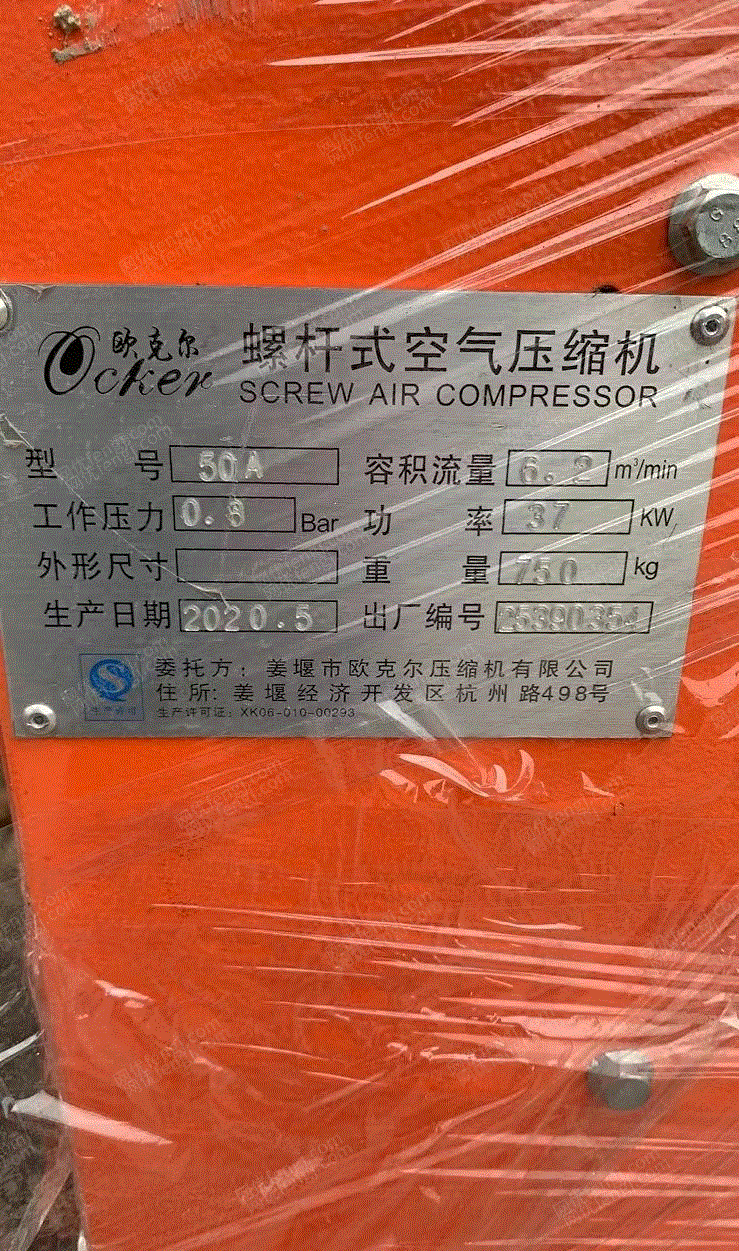 欧克尔 Ocker 螺杆式空气压缩机
SCREW AIR COMPRESSOR
型号 50A 容积流量 6.2 m³/min
工作压力 0.8 Bar 功率 37 KW
外形尺寸 重量 750 kg
生产日期 2020.5 出厂编号
委托方: 姜堰市欧克尔压缩机有限公司
住所: 姜堰经济开发区杭州路498号
生产许可证: XK06-010-00293